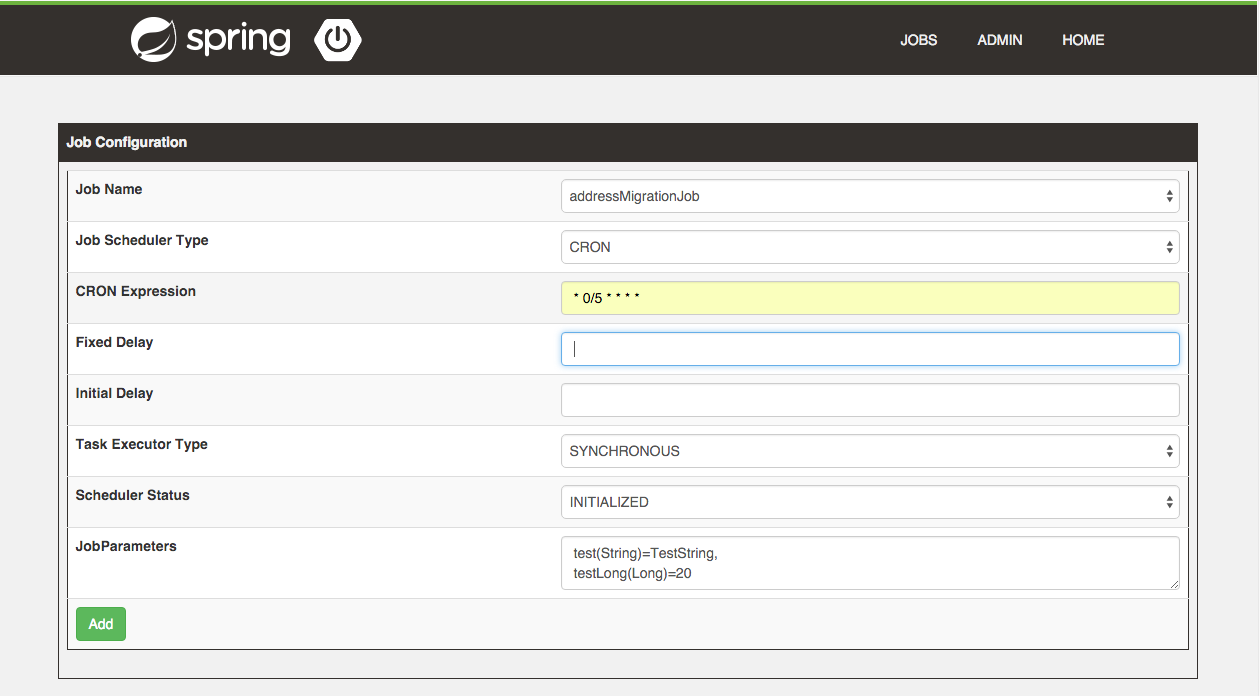 spring
JOBS ADMIN HOME
Job Configuration
Job Name addressMigrationJob
Job Scheduler Type CRON
CRON Expression * 0/5 * * * *
Fixed Delay
Initial Delay
Task Executor Type SYNCHRONOUS
Scheduler Status INITIALIZED
JobParameters test(String)=TestString,
testLong(Long)=20
Add